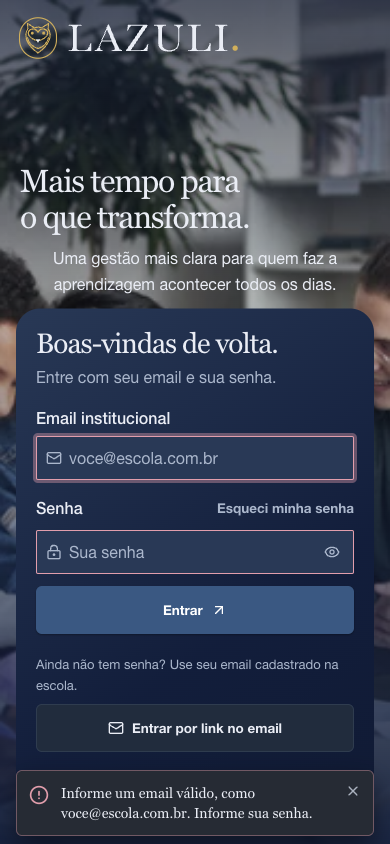 LAZULI.
Mais tempo para
o que transforma.
Uma gestão mais clara para quem faz a
aprendizagem acontecer todos os dias.
Boas-vindas de volta.
Entre com seu email e sua senha.
Email institucional
voce@escola.com.br
Senha
Esqueci minha senha
Sua senha
Entrar
Ainda não tem senha? Use seu email cadastrado na
escola.
Entrar por link no email
Informe um email válido, como
voce@escola.com.br. Informe sua senha.